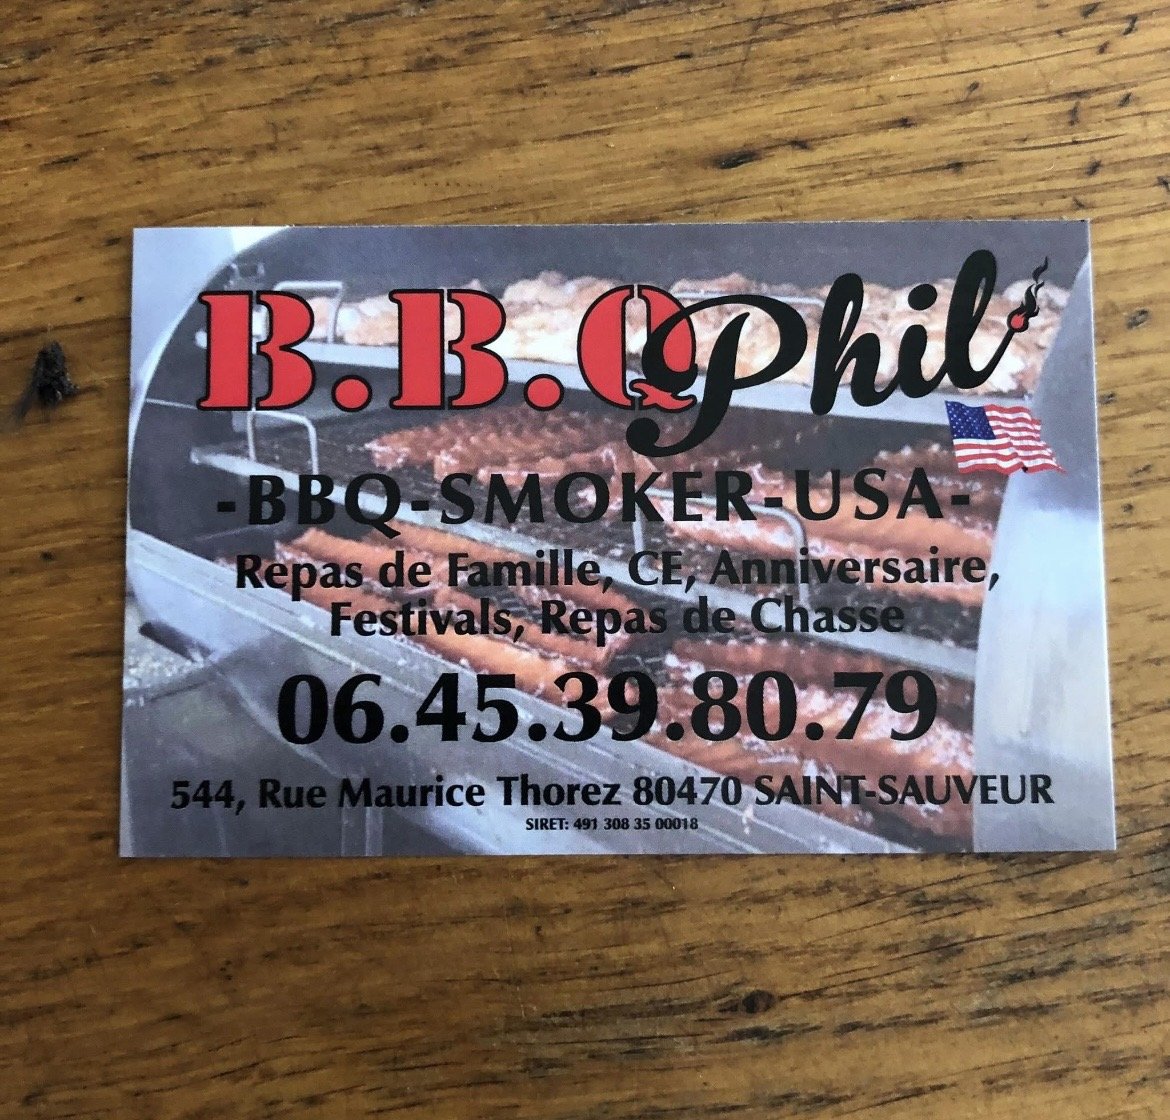 B.B.Q Phil
-BBQ-SMOKER-USA-
Repas de Famille, CE, Anniversaire,
Festivals, Repas de Chasse
06.45.39.80.79
544, Rue Maurice Thorez 80470 SAINT-SAUVEUR
SIRET: 491 308 35 00018